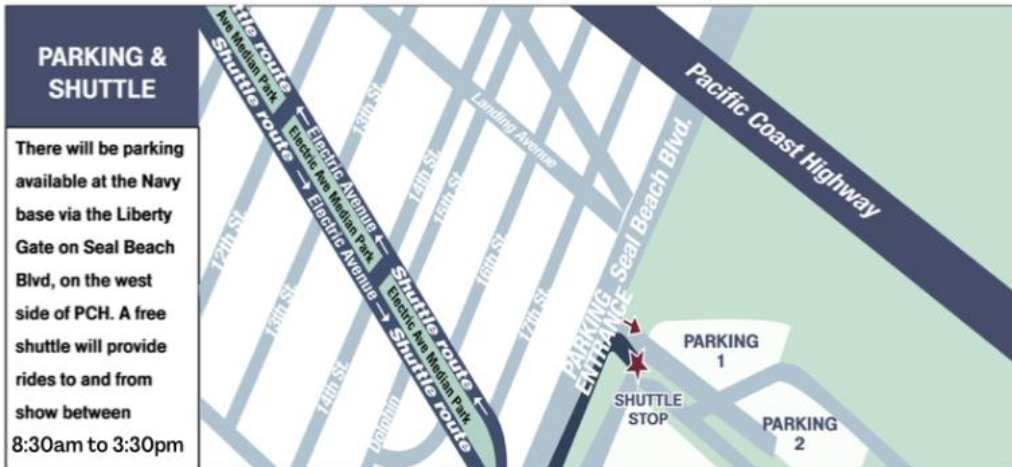 PARKING &
SHUTTLE
There will be parking
available at the Navy
base via the Liberty
Gate on Seal Beach
Blvd, on the west
side of PCH. A free
shuttle will provide
rides to and from
show between
8:30am to 3:30pm
Shuttle route
Ave Median Park
Shuttle route
Electric Avenue
Electric Ave Median Park
Electric Avenue
Shuttle route
Electric Ave Median Park
Shuttle route
12th St.
13th St.
13th St.
14th St.
14th St.
15th St.
16th St.
17th St.
Dolphin
Landing Avenue
Seal Beach Blvd.
Pacific Coast Highway
PARKING
ENTRANCE
PARKING
1
SHUTTLE
STOP
PARKING
2